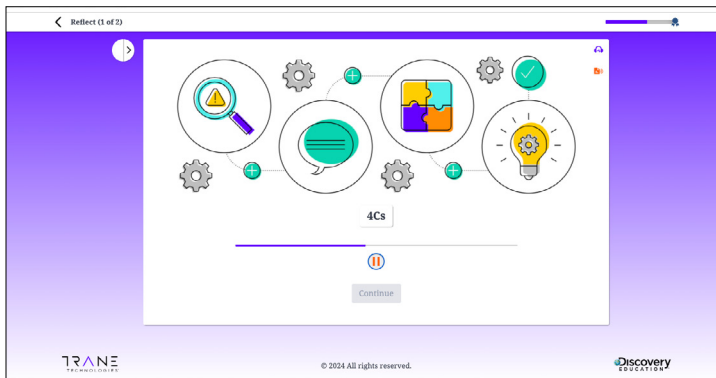 Reflect (1 of 2)
4Cs
Continue
TRANE
TECHNOLOGIES
© 2024 All rights reserved.
Discovery
EDUCATION